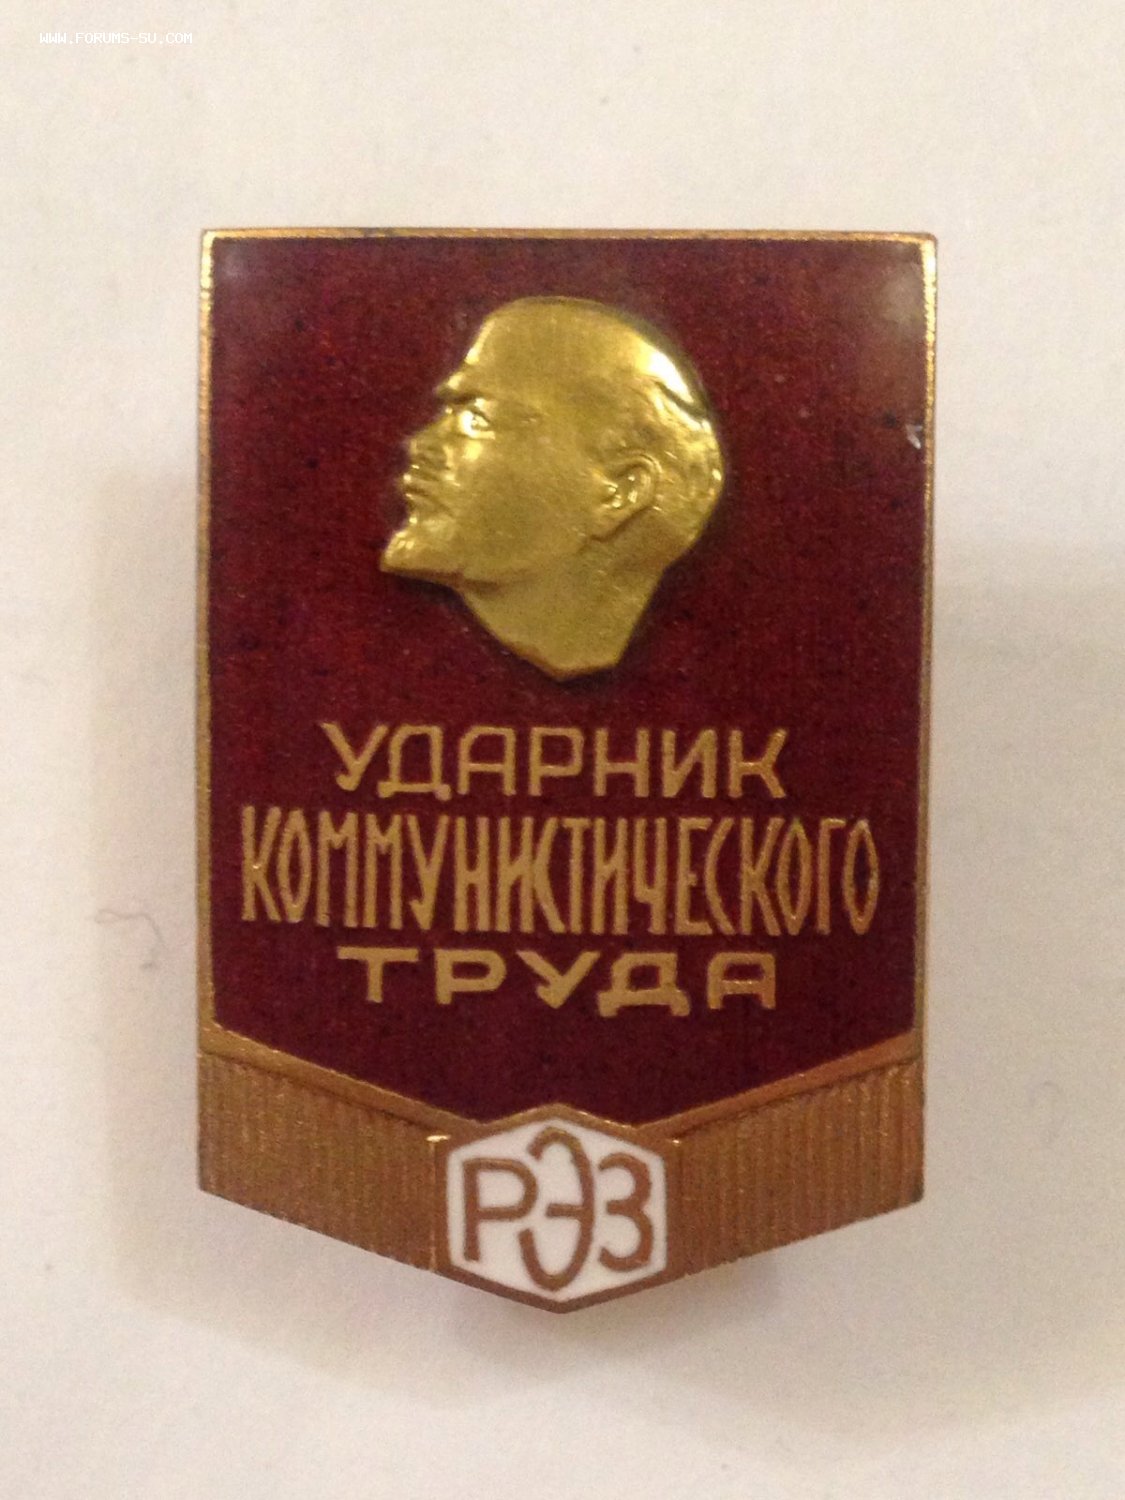 WWW.FORUMS-SU.COM
УДАРНИК
КОММУНИСТИЧЕСКОГО
ТРУДА
РЭЗ